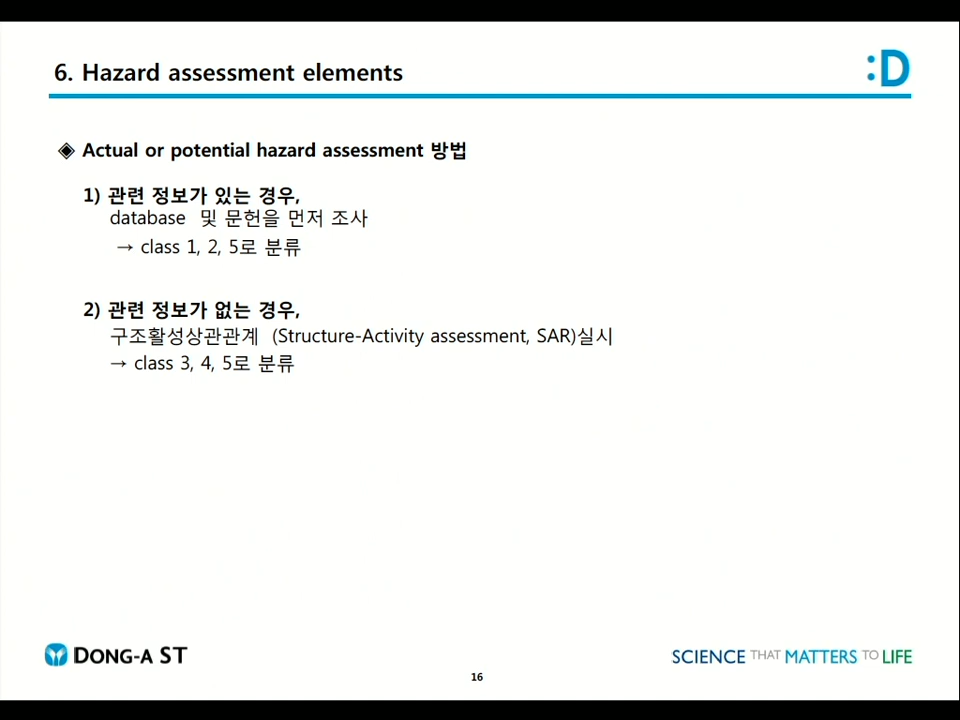 6. Hazard assessment elements
:D
◈ Actual or potential hazard assessment 방법
1) 관련 정보가 있는 경우,
database 및 문헌을 먼저 조사
→ class 1, 2, 5로 분류
2) 관련 정보가 없는 경우,
구조활성상관관계 (Structure-Activity assessment, SAR)실시
→ class 3, 4, 5로 분류
DONG-A ST
SCIENCE THAT MATTERS TO LIFE
16